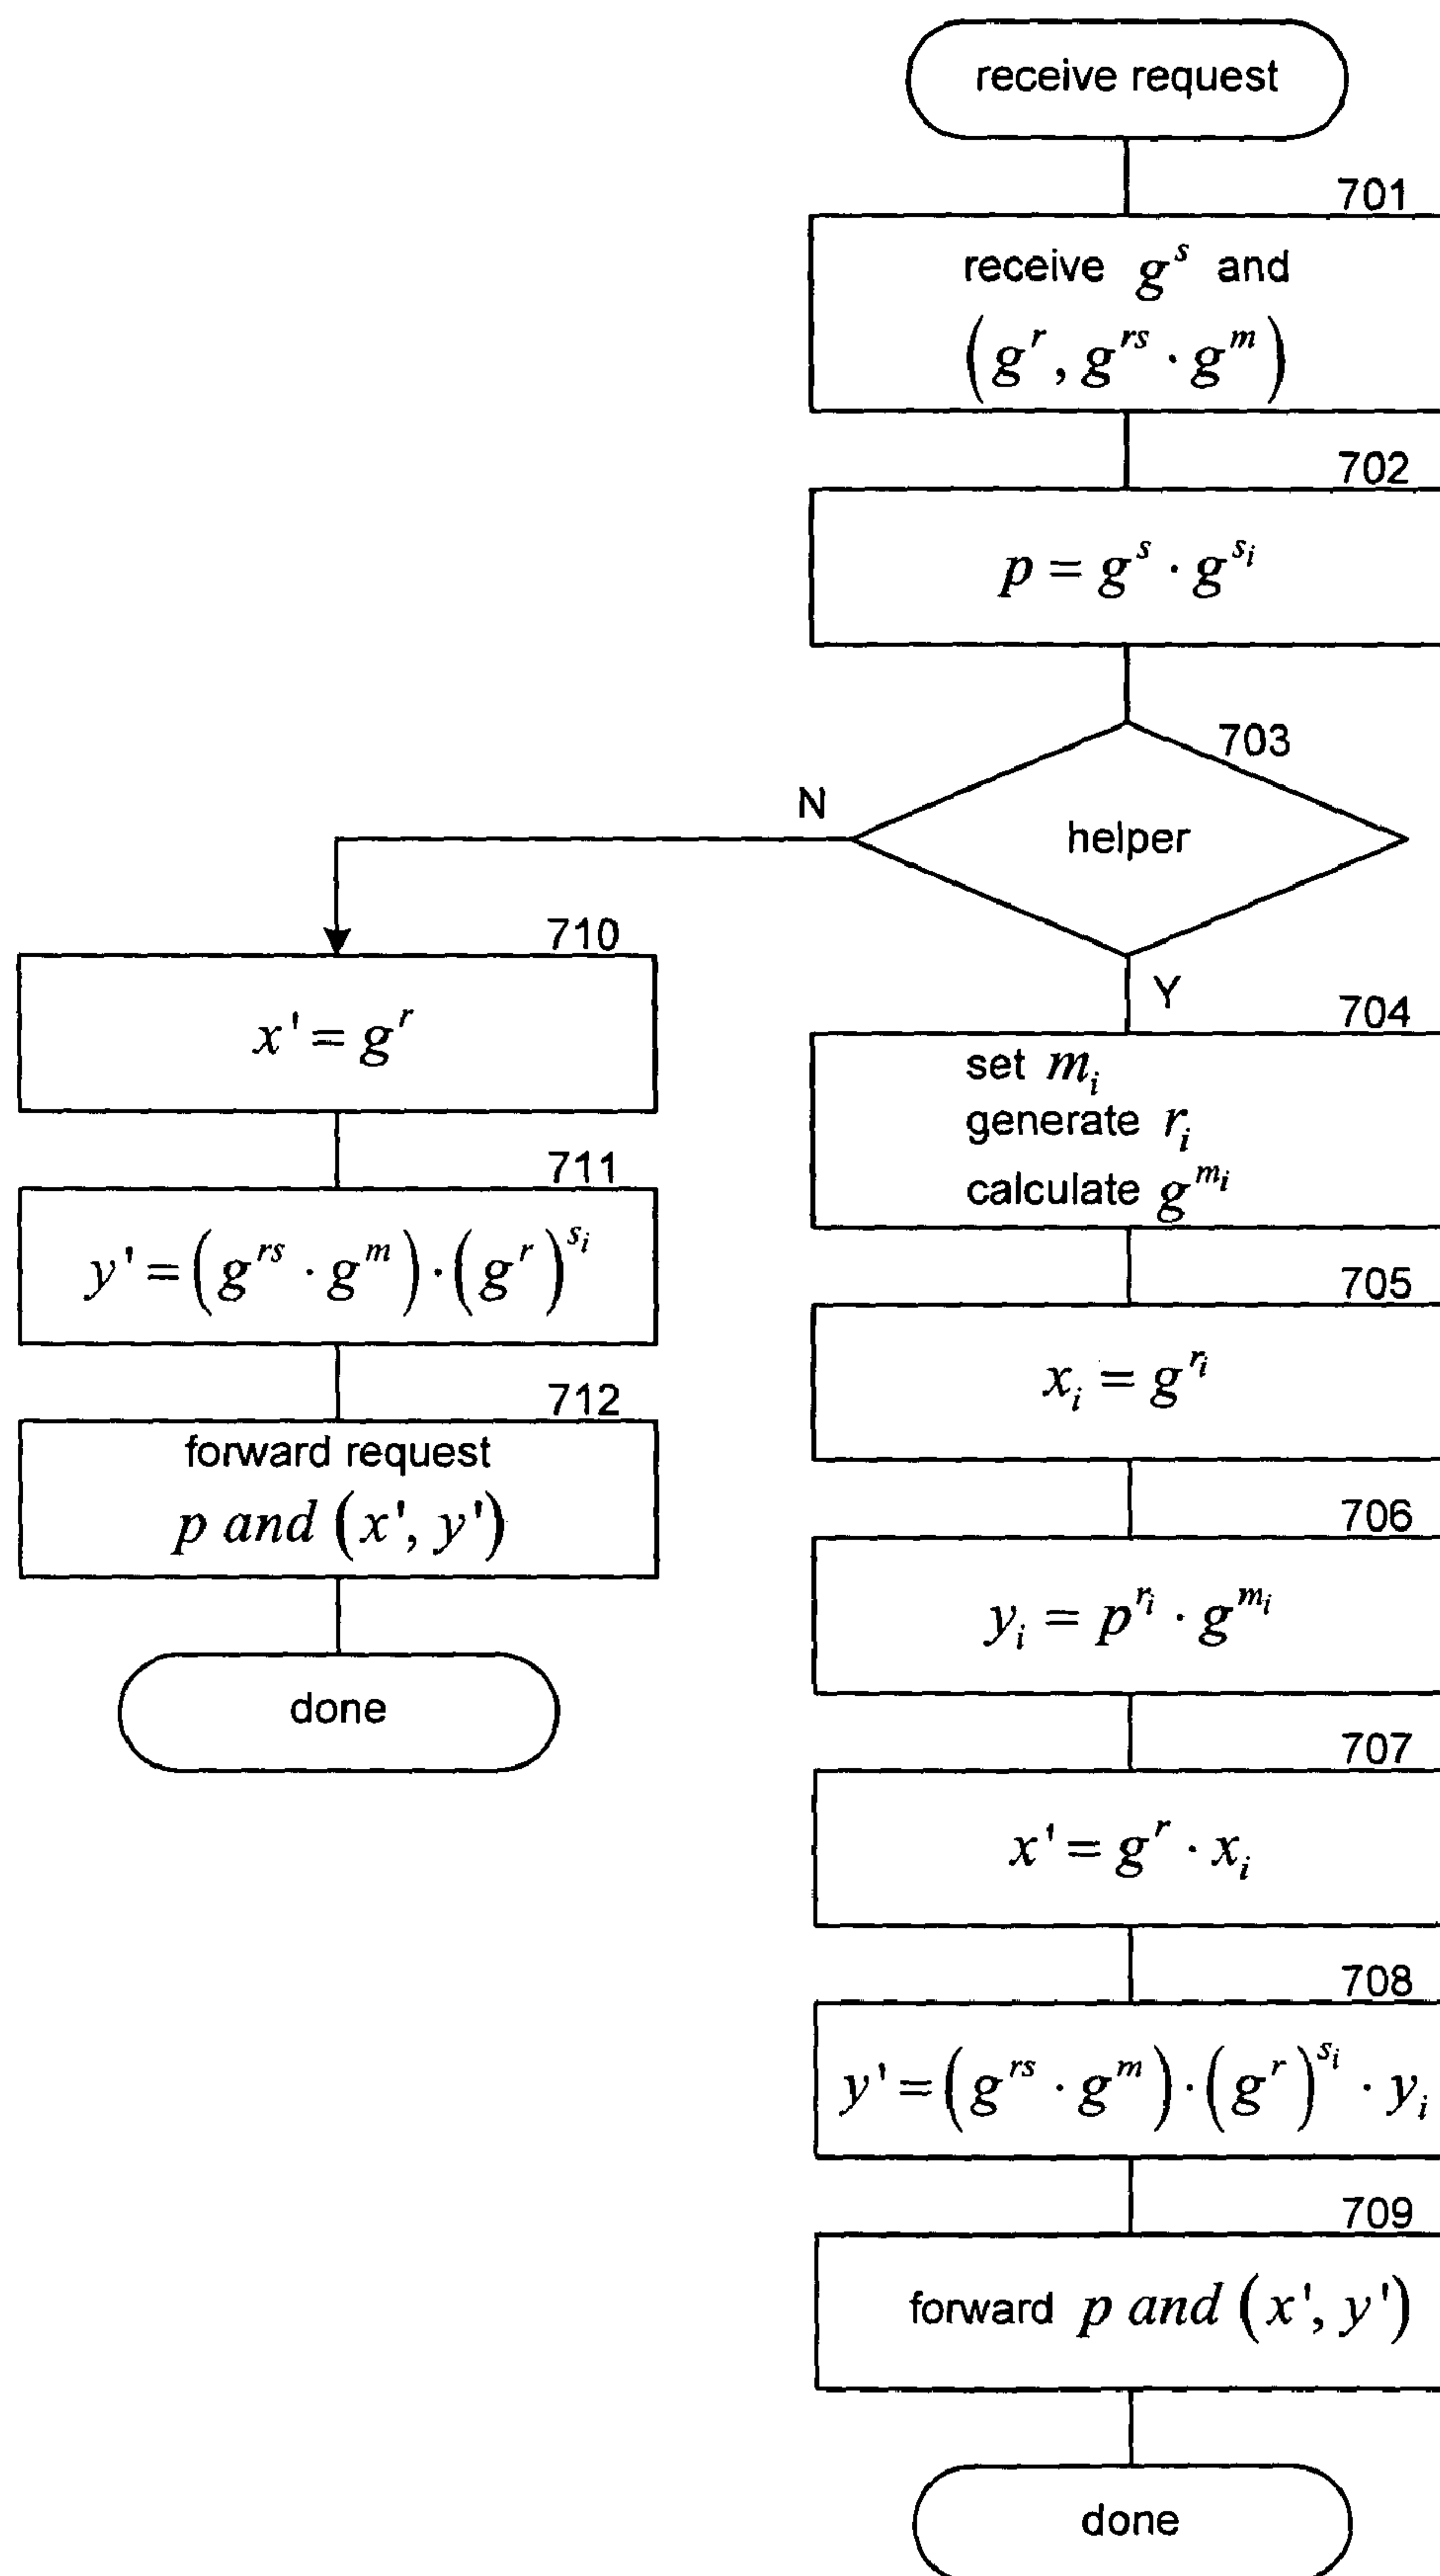 receive request
701
receive g^s and
(g^r, g^{rs} · g^m)
702
p = g^s · g^{s_i}
703
helper
N
Y
704
set m_i
generate r_i
calculate g^{m_i}
705
x_i = g^{r_i}
706
y_i = p^{r_i} · g^{m_i}
707
x' = g^r · x_i
708
y' = (g^{rs} · g^m) · (g^r)^{s_i} · y_i
709
forward p and (x', y')
done
710
x' = g^r
711
y' = (g^{rs} · g^m) · (g^r)^{s_i}
712
forward request
p and (x', y')
done